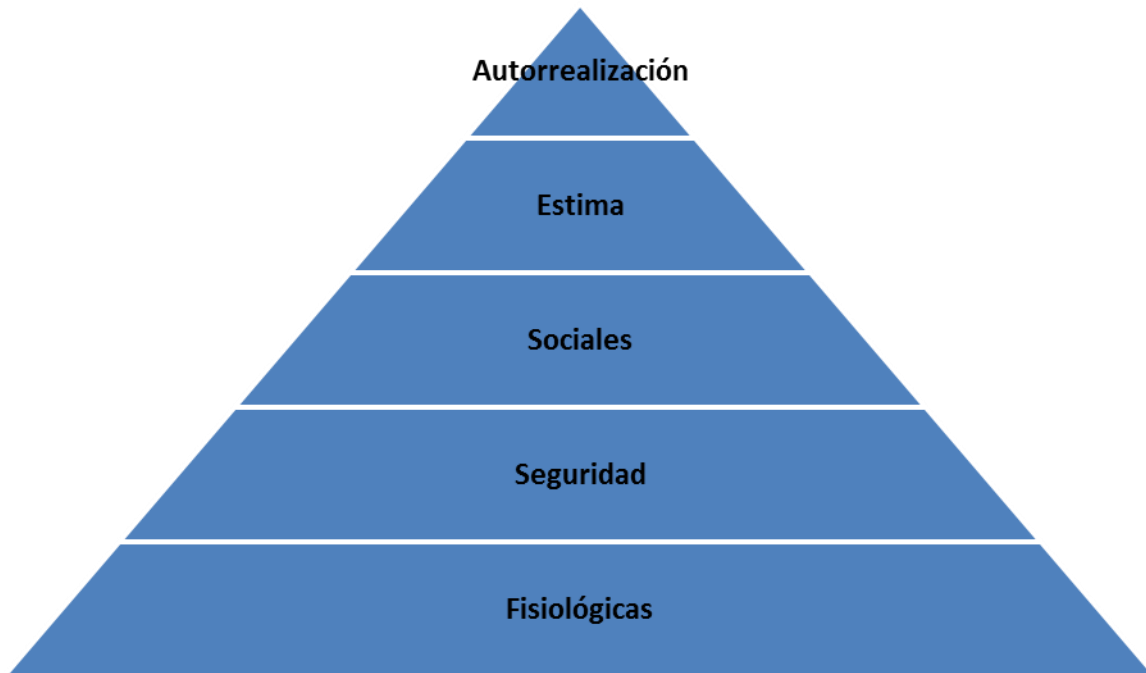 Autorrealización
Estima
Sociales
Seguridad
Fisiológicas